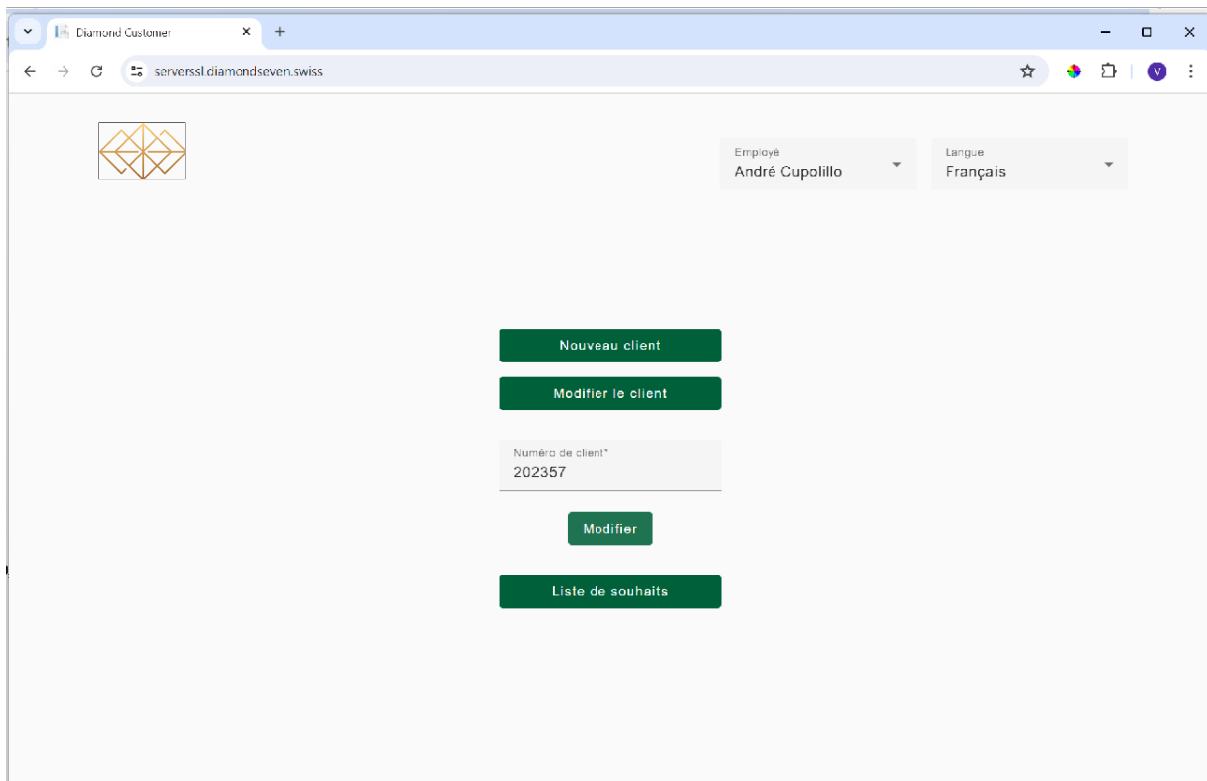 Diamond Customer
serverssl.diamondseven.swiss
V
Employé
André Cupolillo
Langue
Français
Nouveau client
Modifier le client
Numéro de client*
202357
Modifier
Liste de souhaits